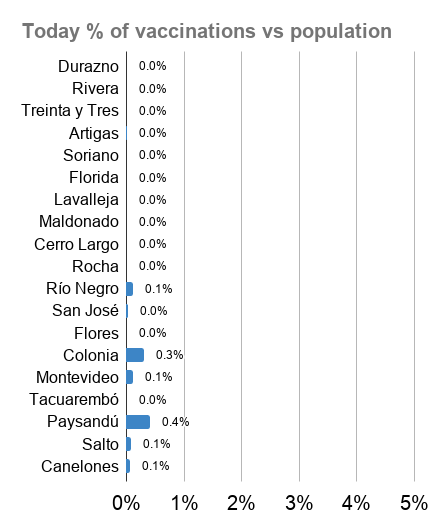 Today % of vaccinations vs population
Durazno 0.0%
Rivera 0.0%
Treinta y Tres 0.0%
Artigas 0.0%
Soriano 0.0%
Florida 0.0%
Lavalleja 0.0%
Maldonado 0.0%
Cerro Largo 0.0%
Rocha 0.0%
Río Negro 0.1%
San José 0.0%
Flores 0.0%
Colonia 0.3%
Montevideo 0.1%
Tacuarembó 0.0%
Paysandú 0.4%
Salto 0.1%
Canelones 0.1%
0% 1% 2% 3% 4% 5%